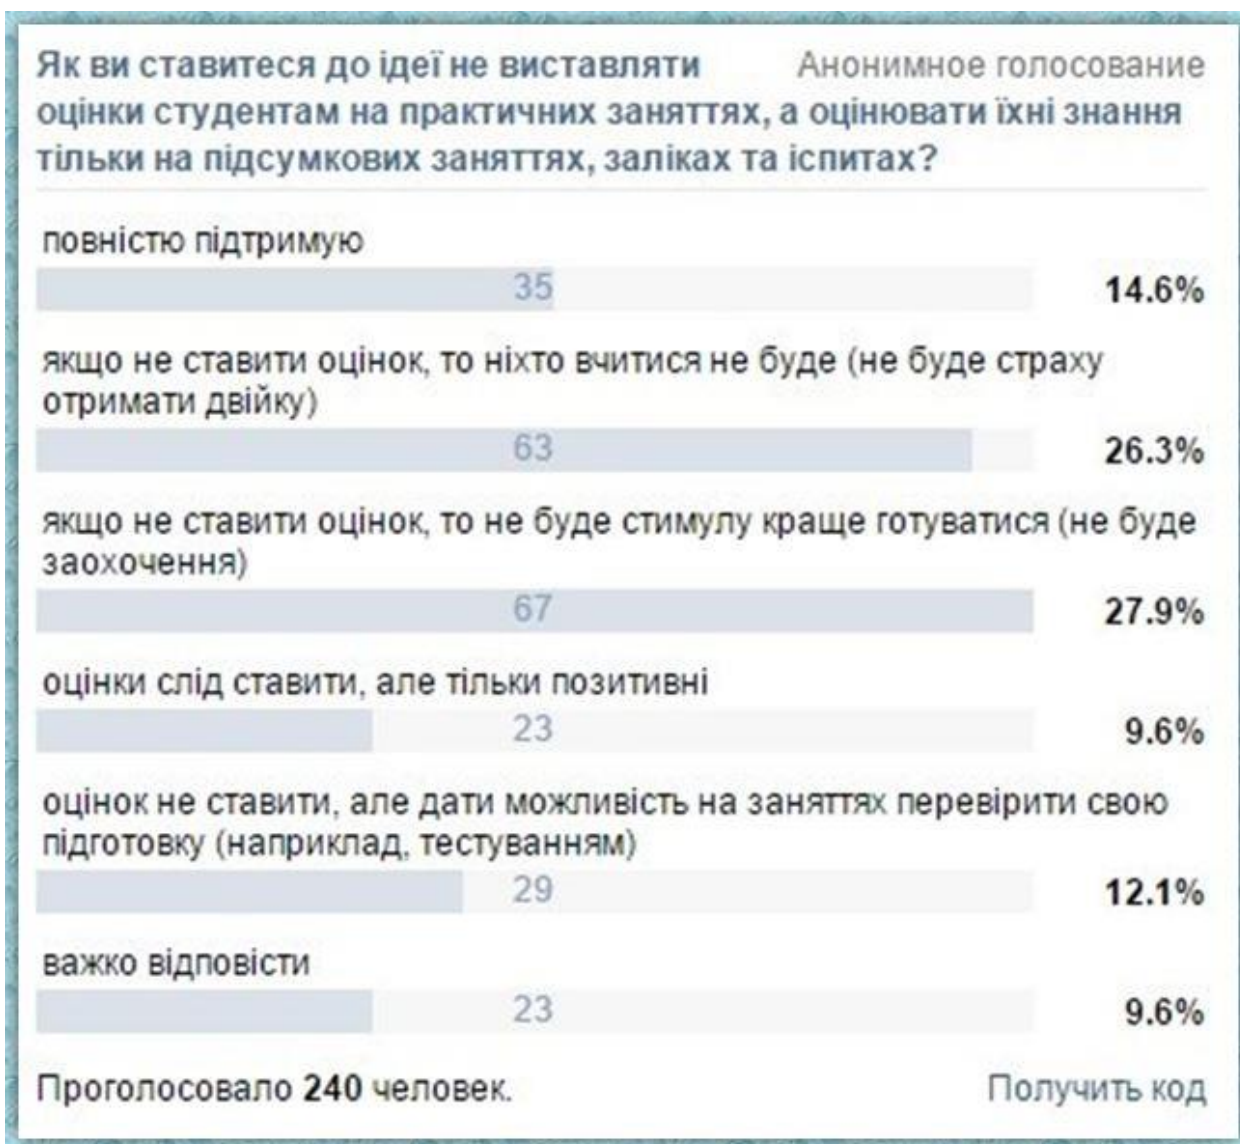 Як ви ставитеся до ідеї не виставляти Анонимное голосование
оцінки студентам на практичних заняттях, а оцінювати їхні знання
тільки на підсумкових заняттях, заліках та іспитах?
повністю підтримую
35 14.6%
якщо не ставити оцінок, то ніхто вчитися не буде (не буде страху
отримати двійку)
63 26.3%
якщо не ставити оцінок, то не буде стимулу краще готуватися (не буде
заохочення)
67 27.9%
оцінки слід ставити, але тільки позитивні
23 9.6%
оцінок не ставити, але дати можливість на заняттях перевірити свою
підготовку (наприклад, тестуванням)
29 12.1%
важко відповісти
23 9.6%
Проголосовало 240 человек. Получить код